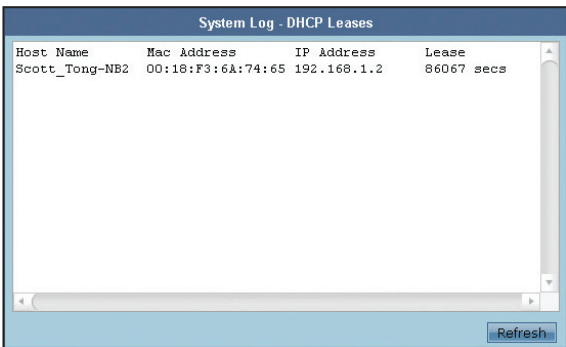 System Log - DHCP Leases
Host Name Mac Address IP Address Lease
Scott_Tong-NB2 00:18:F3:6A:74:65 192.168.1.2 86067 secs
Refresh